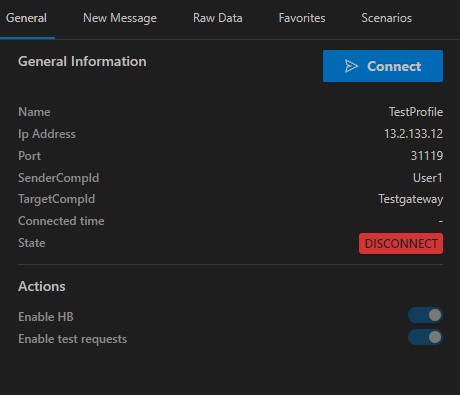 General New Message Raw Data Favorites Scenarios
General Information Connect
Name TestProfile
Ip Address 13.2.133.12
Port 31119
SenderCompId User1
TargetCompId Testgateway
Connected time -
State DISCONNECT
Actions
Enable HB
Enable test requests